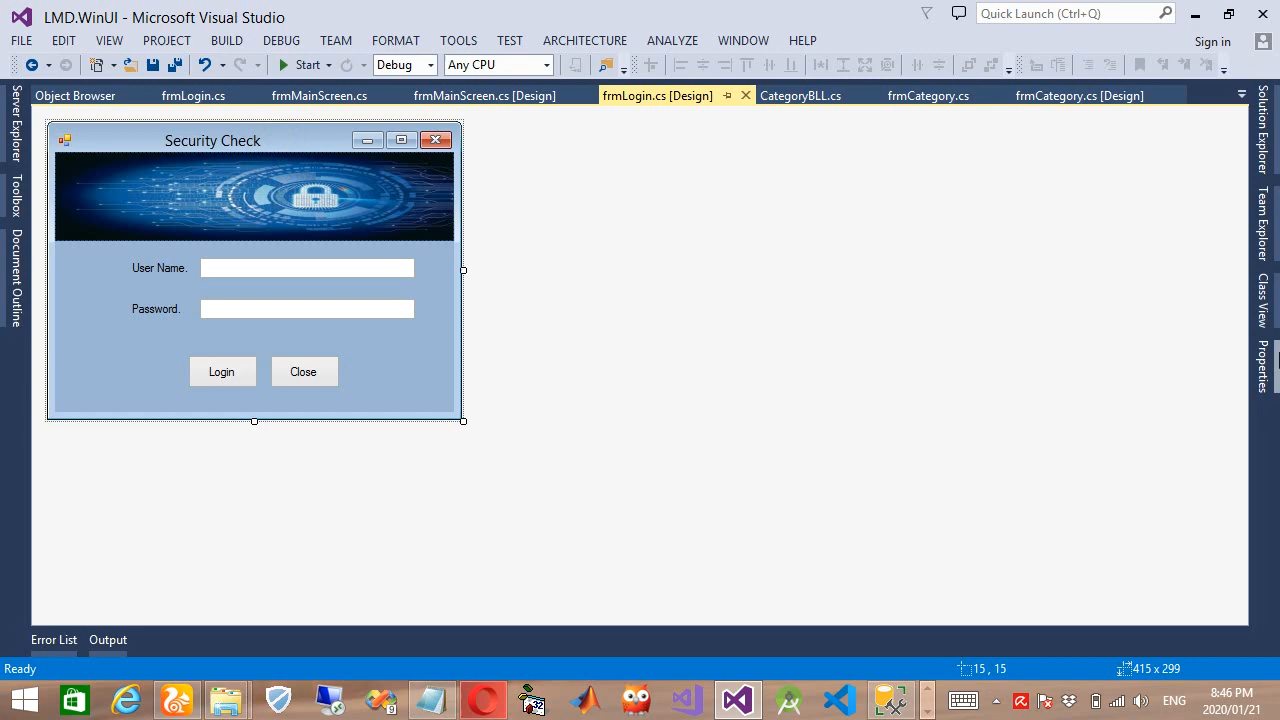 LMD.WinUI - Microsoft Visual Studio
Quick Launch (Ctrl+Q)
FILE EDIT VIEW PROJECT BUILD DEBUG TEAM FORMAT TOOLS TEST ARCHITECTURE ANALYZE WINDOW HELP
Sign in
Start Debug Any CPU
Object Browser frmLogin.cs frmMainScreen.cs frmMainScreen.cs [Design] frmLogin.cs [Design] CategoryBLL.cs frmCategory.cs frmCategory.cs [Design]
Server Explorer
Toolbox
Document Outline
Security Check
User Name.
Password.
Login Close
Solution Explorer
Team Explorer
Class View
Properties
Error List Output
Ready
15 , 15
415 x 299
9
32
ENG
8:46 PM
2020/01/21